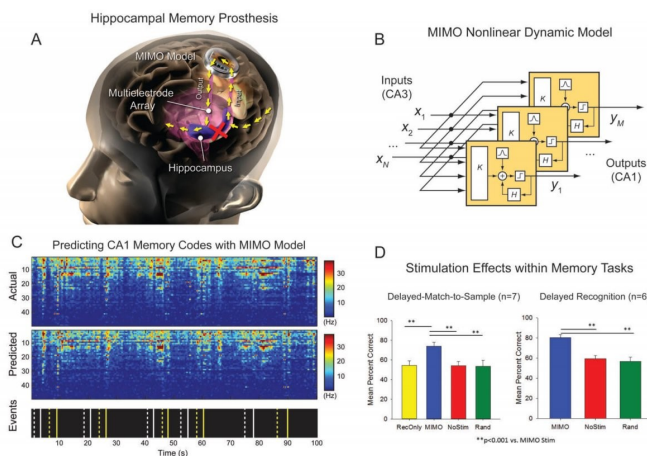 Hippocampal Memory Prosthesis
A
MIMO Model
Output
Input
Multielectrode
Array
Hippocampus
B
MIMO Nonlinear Dynamic Model
Inputs
(CA3)
x1
x2
...
xN
K
H
K
H
K
H
yM
...
Outputs
(CA1)
y1
C
Predicting CA1 Memory Codes with MIMO Model
Actual
10
20
30
40
30
20
10
(Hz)
Predicted
10
20
30
40
30
20
10
(Hz)
Events
10 20 30 40 50 60 70 80 90 100
Time (s)
D
Stimulation Effects within Memory Tasks
Delayed-Match-to-Sample (n=7)
Mean Percent Correct
100
80
60
40
20
0
** ** **
RecOnly MIMO NoStim Rand
Delayed Recognition (n=6
Mean Percent Correct
100
80
60
40
20
0
** **
MIMO NoStim Rand
**p<0.001 vs. MIMO Stim